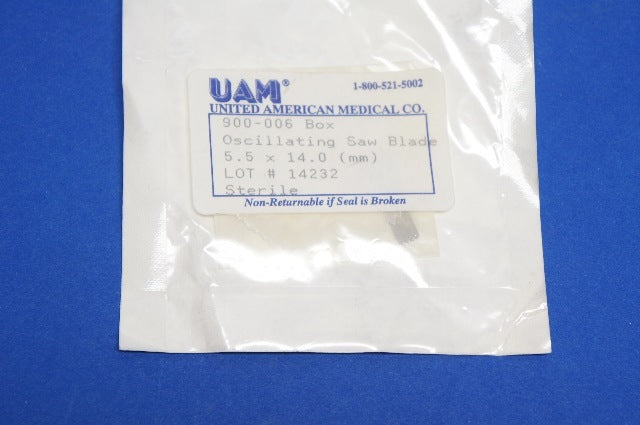 UAM® 1-800-521-5002
UNITED AMERICAN MEDICAL CO.
900-006 Box
Oscillating Saw Blade
5.5 x 14.0 (mm)
LOT # 14232
Sterile
Non-Returnable if Seal is Broken